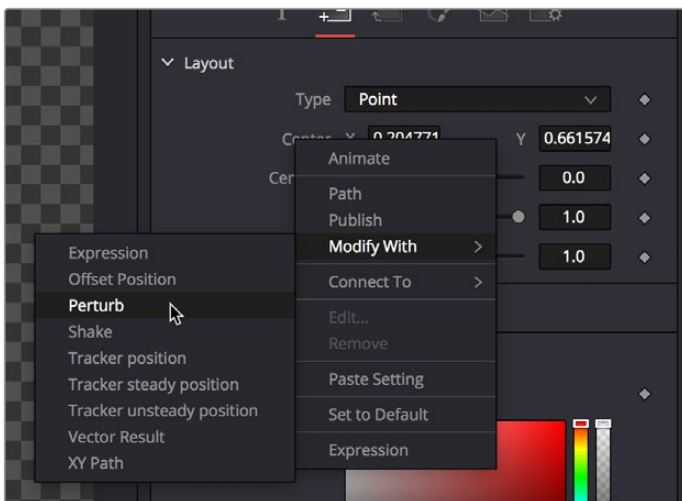 Layout
Type Point
Center X 0.204771 Y 0.661574
Cen 0.0
1.0
1.0
Animate
Path
Publish
Modify With
Connect To
Edit...
Remove
Paste Setting
Set to Default
Expression
Expression
Offset Position
Perturb
Shake
Tracker position
Tracker steady position
Tracker unsteady position
Vector Result
XY Path